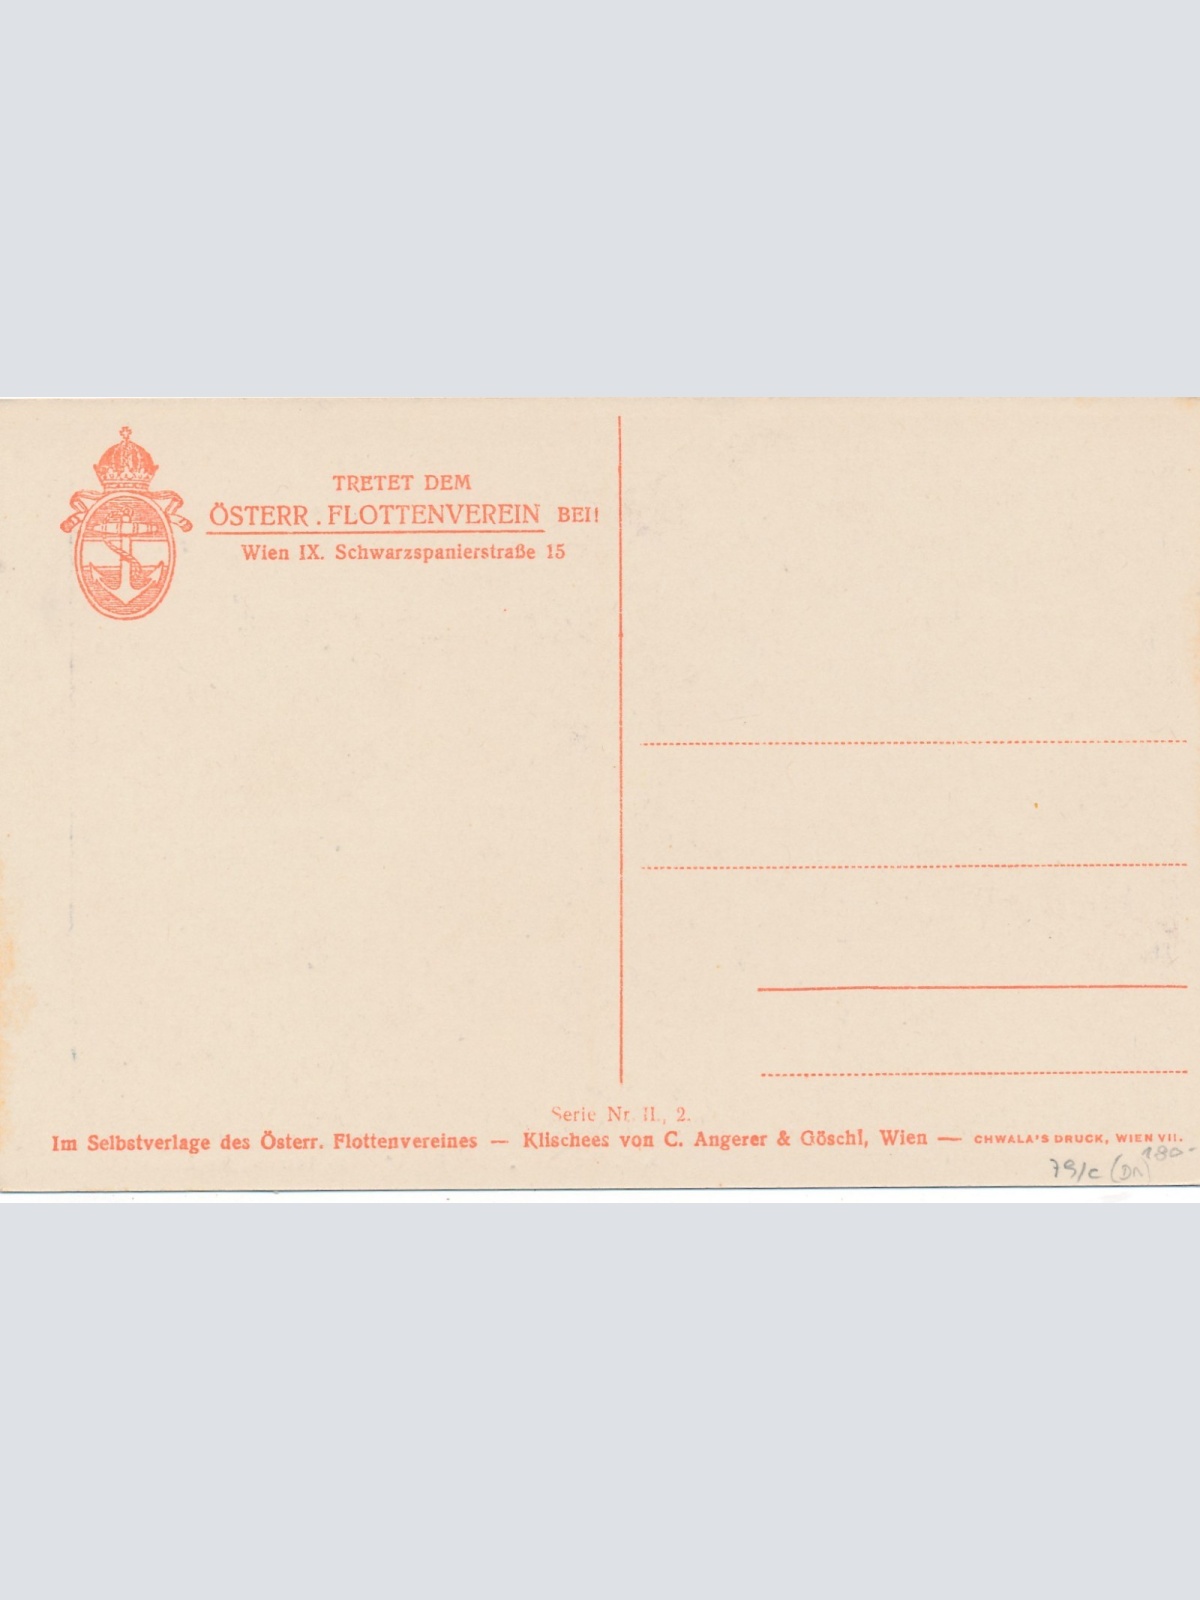 TRETET DEM
ÖSTERR. FLOTTENVEREIN BEI!
Wien IX. Schwarzspanierstraße 15
Serie Nr. II., 2.
Im Selbstverlage des Österr. Flottenvereines — Klischees von C. Angerer & Göschl, Wien — CHWALA'S DRUCK, WIEN VII.
180-
79/c (Dn)